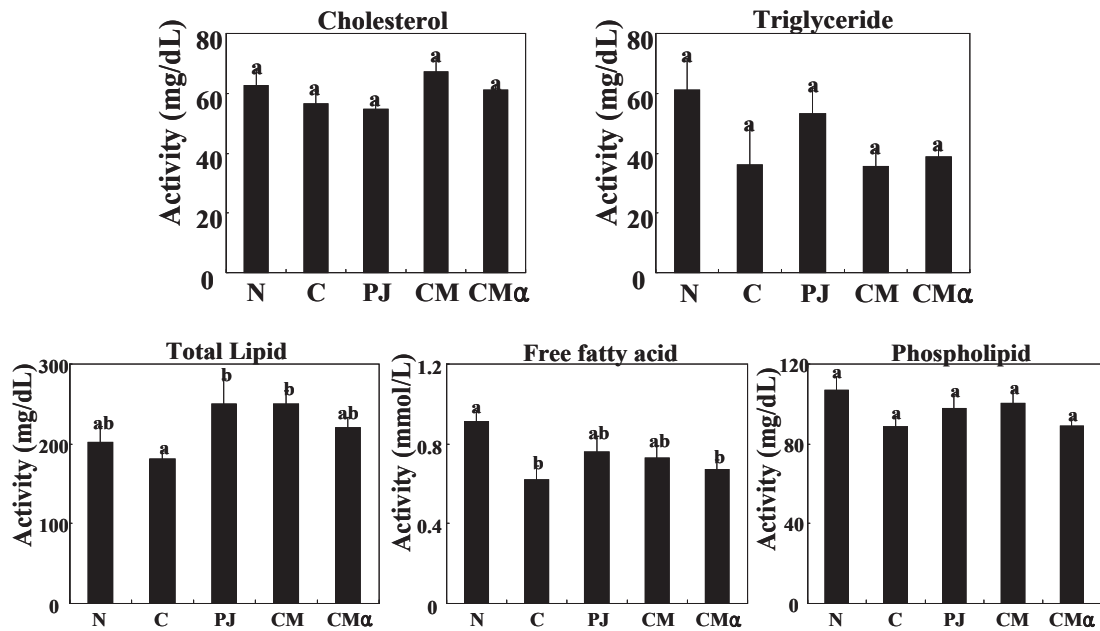 Cholesterol
Activity (mg/dL)
80
60
40
20
0
a
a
a
a
a
N C PJ CM CMα
Triglyceride
Activity (mg/dL)
80
60
40
20
0
a
a
a
a
a
N C PJ CM CMα
Total Lipid
Activity (mg/dL)
300
200
100
0
ab
a
b
b
ab
N C PJ CM CMα
Free fatty acid
Activity (mmol/L)
1.2
0.8
0.4
0
a
b
ab
ab
b
N C PJ CM CMα
Phospholipid
Activity (mg/dL)
120
80
40
0
a
a
a
a
a
N C PJ CM CMα